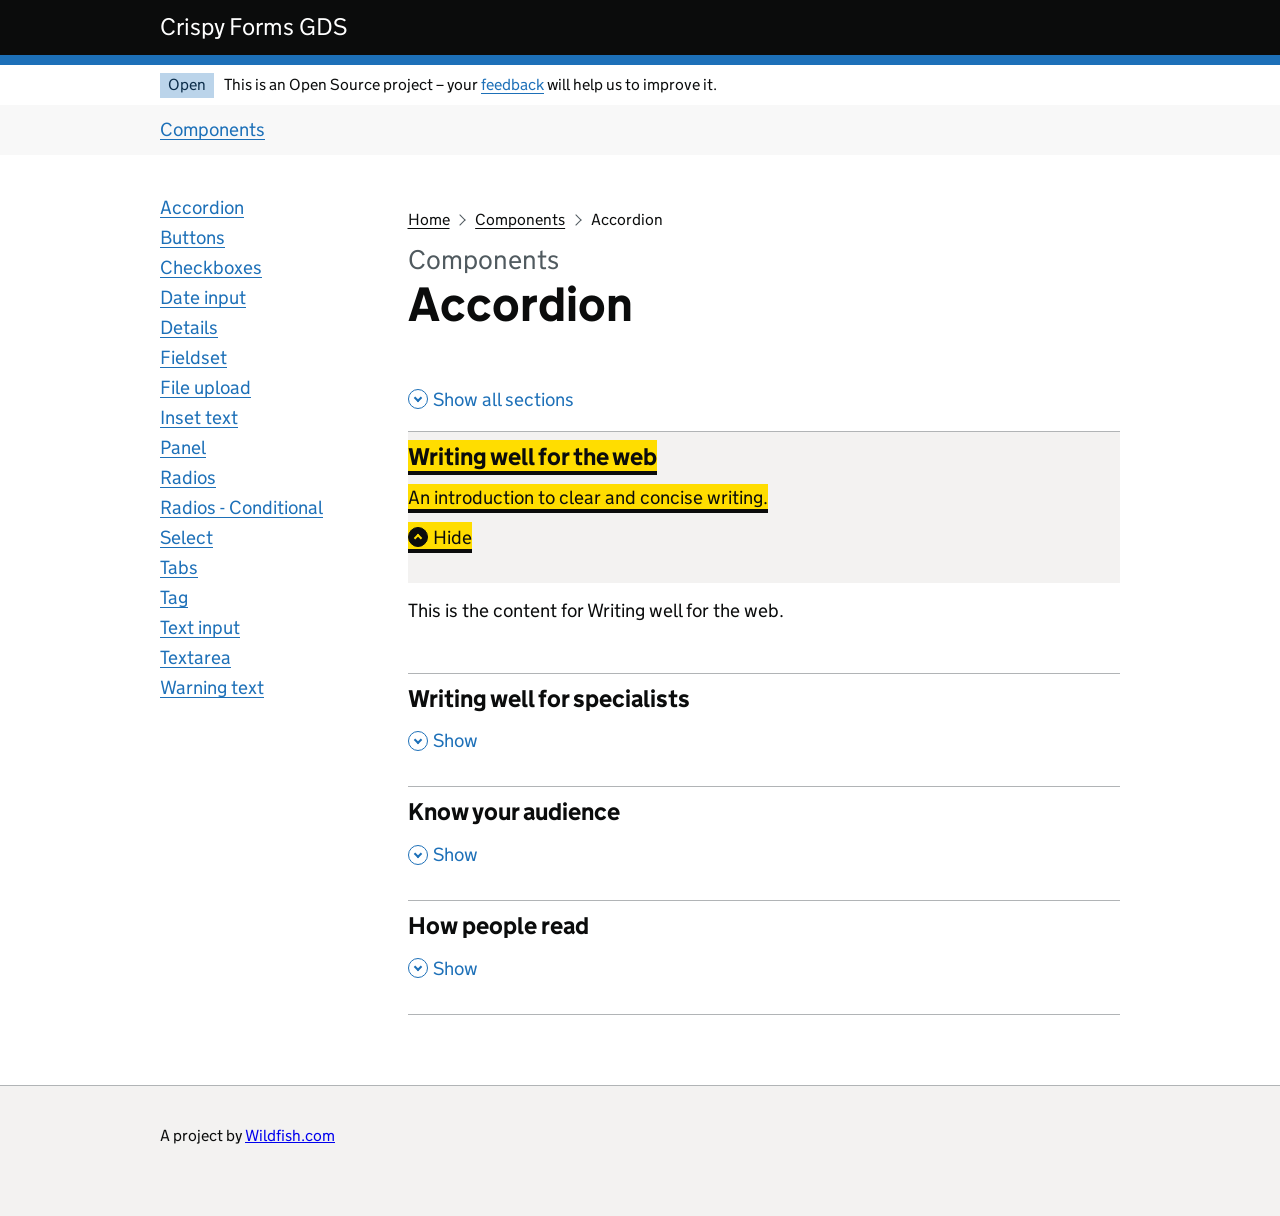 Crispy Forms GDS
Open This is an Open Source project – your feedback will help us to improve it.
Components
Accordion
Buttons
Checkboxes
Date input
Details
Fieldset
File upload
Inset text
Panel
Radios
Radios - Conditional
Select
Tabs
Tag
Text input
Textarea
Warning text
Home Components Accordion
Components
Accordion
Show all sections
Writing well for the web
An introduction to clear and concise writing.
Hide
This is the content for Writing well for the web.
Writing well for specialists
Show
Know your audience
Show
How people read
Show
A project by Wildfish.com